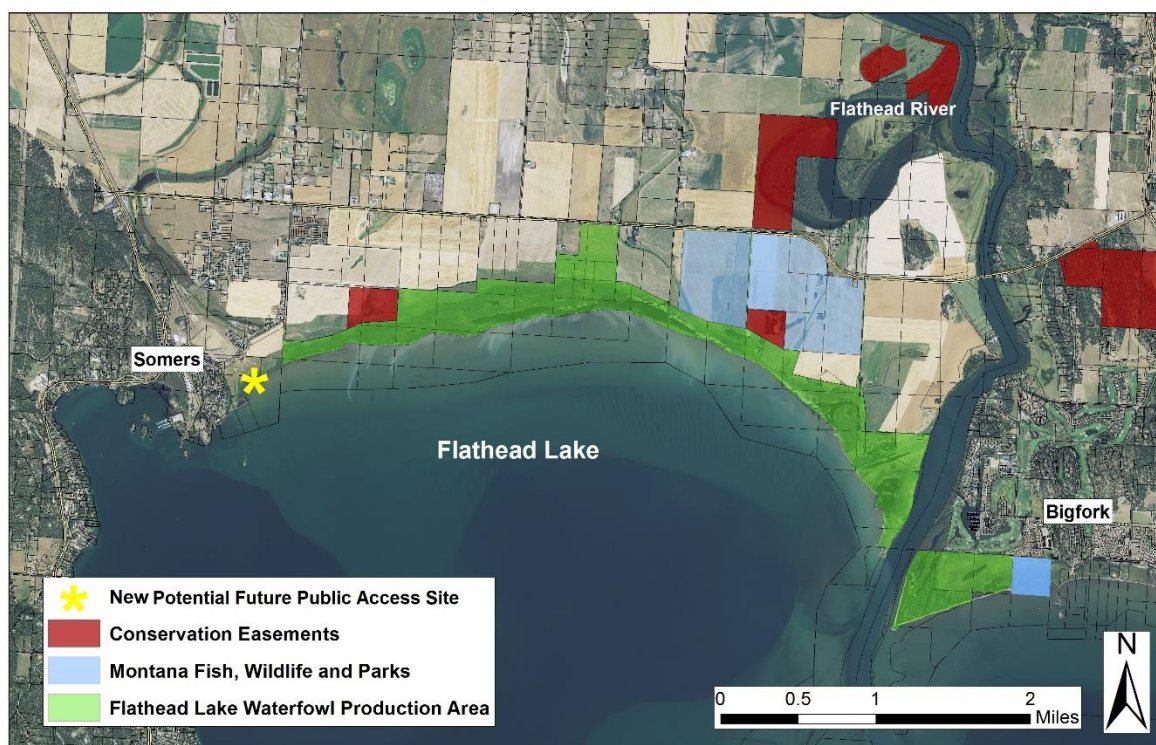 Flathead River
Somers
Flathead Lake
Bigfork
New Potential Future Public Access Site
Conservation Easements
Montana Fish, Wildlife and Parks
Flathead Lake Waterfowl Production Area
N
0 0.5 1 2
Miles